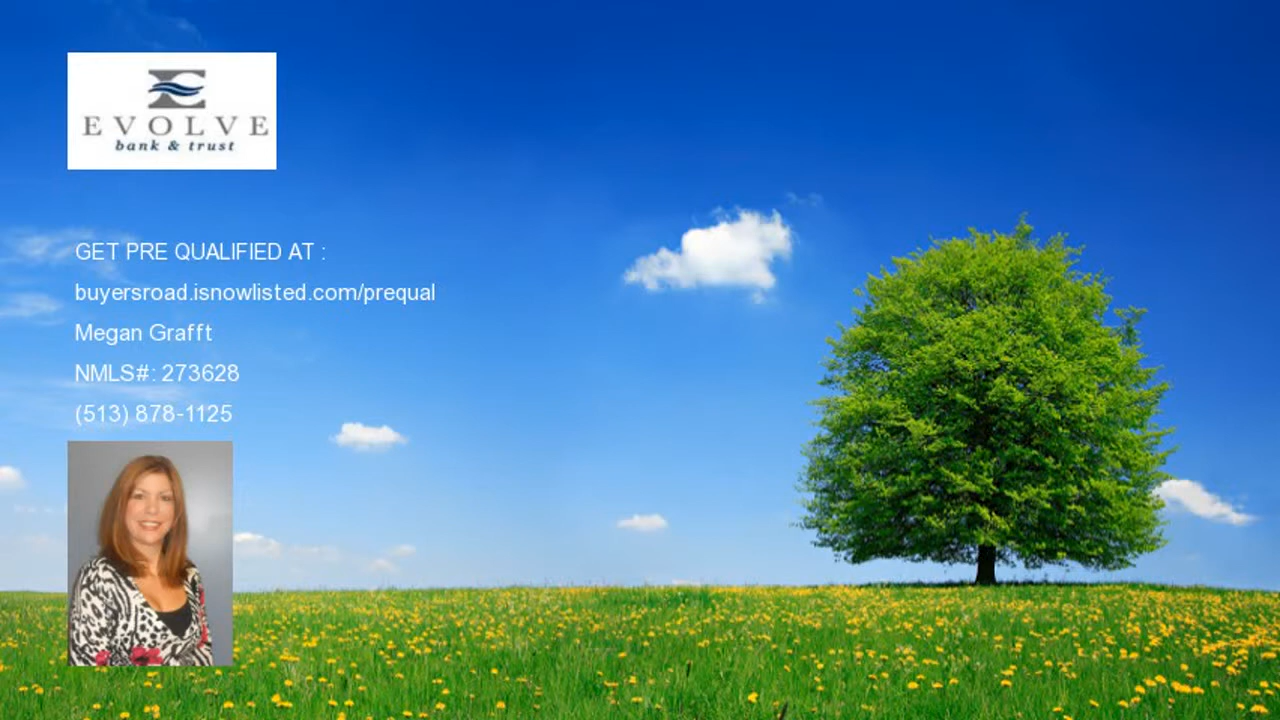 EVOLVE
bank & trust
GET PRE QUALIFIED AT :
buyersroad.isnowlisted.com/prequal
Megan Grafft
NMLS#: 273628
(513) 878-1125